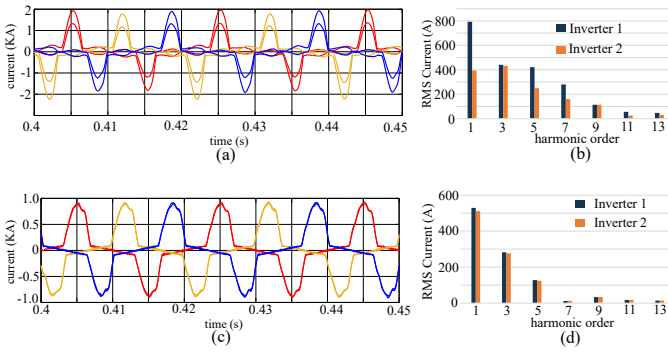 current (KA)
2
1
0
-1
-2
0.4
0.41
0.42
0.43
0.44
0.45
time (s)
(a)
RMS Current (A)
800
600
400
200
0
Inverter 1
Inverter 2
1 3 5 7 9 11 13
harmonic order
(b)
current (KA)
1.0
0.5
0
-0.5
-1.0
0.4
0.41
0.42
0.43
0.44
0.45
time(s)
(c)
RMS Current (A)
600
400
200
0
Inverter 1
Inverter 2
1 3 5 7 9 11 13
harmonic order
(d)